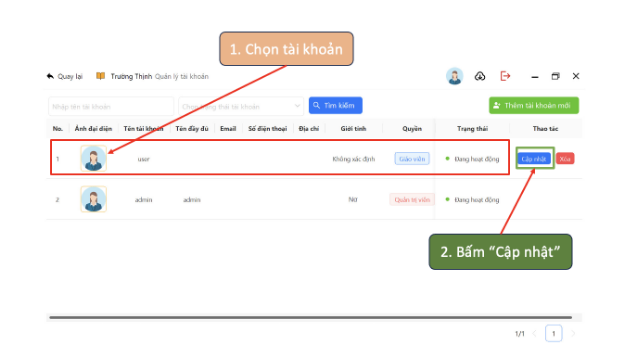 1. Chọn tài khoản
Quay lại Trường Thịnh Quản lý tài khoản
Nhập tên tài khoản Chọn trạng thái tài khoản Tìm kiếm Thêm tài khoản mới
No. Ảnh đại diện Tên tài khoản Tên đầy đủ Email Số điện thoại Địa chỉ Giới tính Quyền Trạng thái Thao tác
1 user Không xác định Giáo viên Đang hoạt động Cập nhật Xóa
2 admin admin Nữ Quản trị viên Đang hoạt động
2. Bấm “Cập nhật”
1/1 1